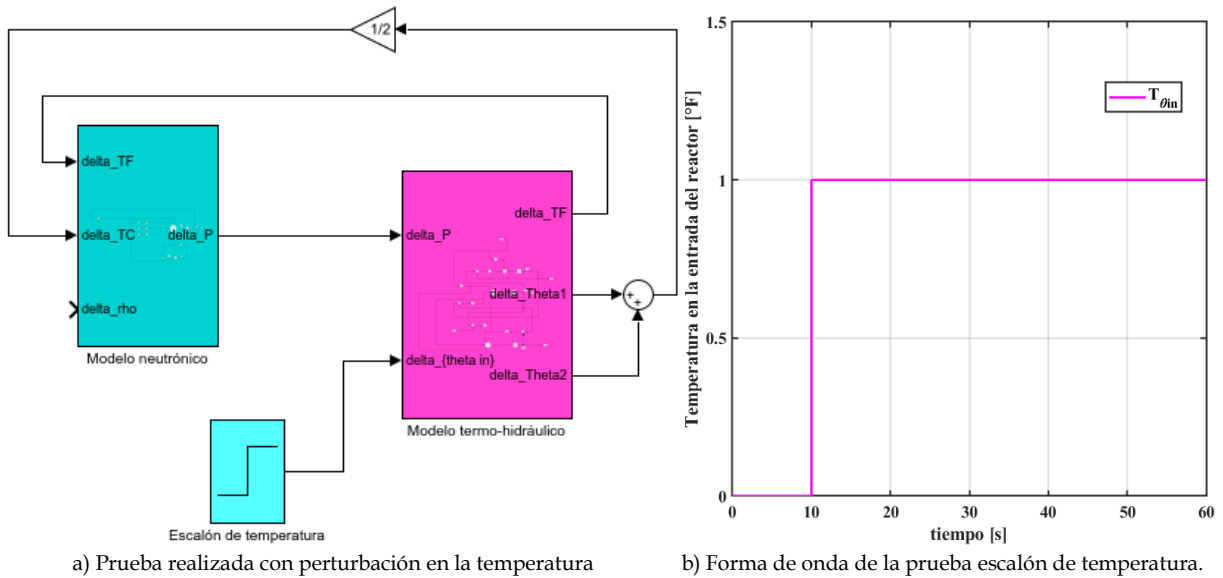 1/2
delta_TF
delta_TC
delta_P
delta_rho
Modelo neutrónico
delta_P
delta_{theta in}
delta_TF
delta_Theta1
delta_Theta2
Modelo termo-hidráulico
+
+
Escalón de temperatura
a) Prueba realizada con perturbación en la temperatura
Temperatura en la entrada del reactor [°F]
1.5
1
0.5
0
T_θin
0 10 20 30 40 50 60
tiempo [s]
b) Forma de onda de la prueba escalón de temperatura.